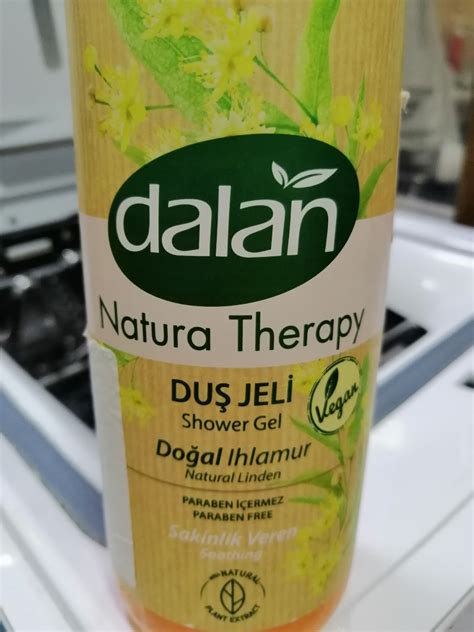 dalan
Natura Therapy
DUŞ JELİ
Shower Gel
Vegan
Doğal Ihlamur
Natural Linden
PARABEN İÇERMEZ
PARABEN FREE
Sakinlik Veren
Soothing
NATURAL
PLANT EXTRACT